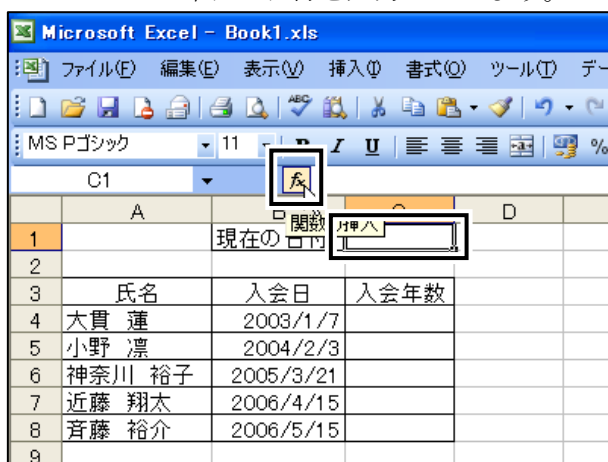 Microsoft Excel - Book1.xls
ファイル(F) 編集(E) 表示(V) 挿入(I) 書式(O) ツール(T) デー
MS Pゴシック 11 B I U %
C1 fx
A D
関数 挿入
1 現在の日付
2
3 氏名 入会日 入会年数
4 大貫 蓮 2003/1/7
5 小野 凛 2004/2/3
6 神奈川 裕子 2005/3/21
7 近藤 翔太 2006/4/15
8 斉藤 裕介 2006/5/15
9